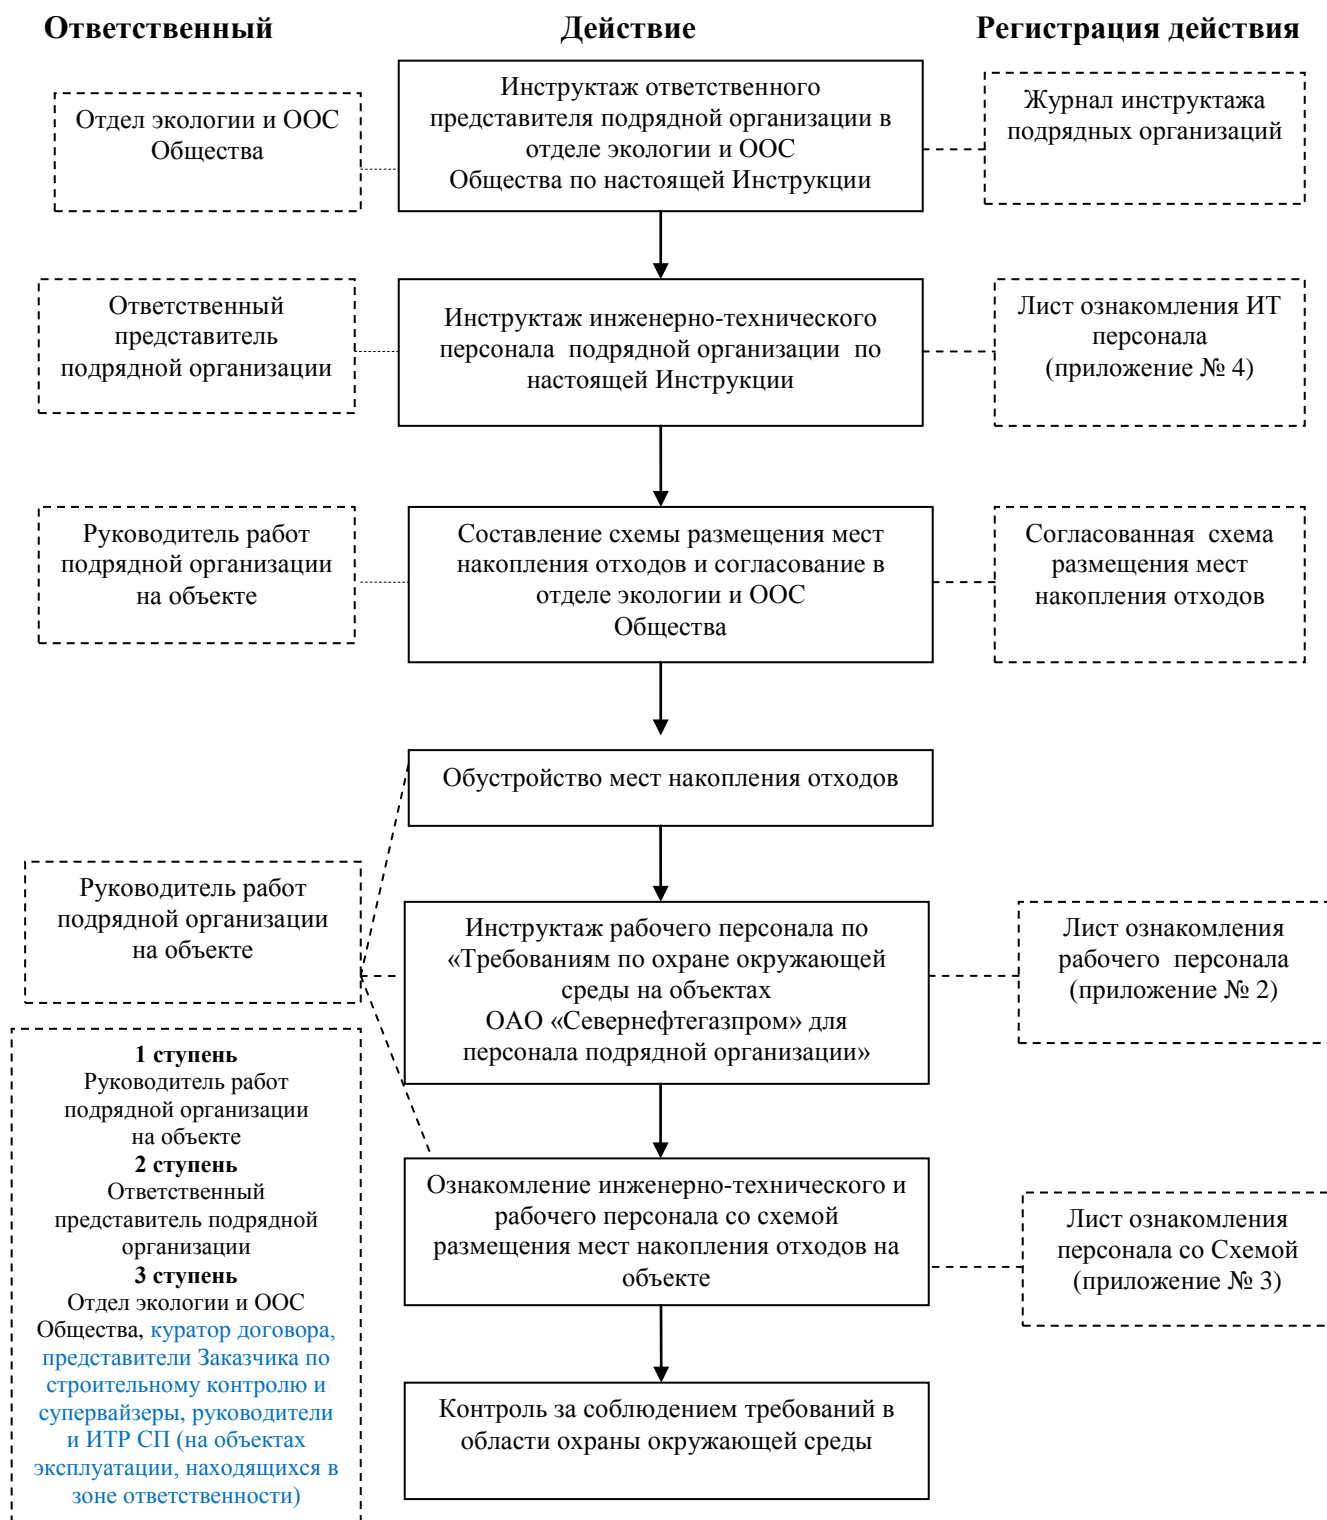 Ответственный
Действие
Регистрация действия
Отдел экологии и ООС
Общества
Инструктаж ответственного
представителя подрядной организации в
отделе экологии и ООС
Общества по настоящей Инструкции
Журнал инструктажа
подрядных организаций
Ответственный
представитель
подрядной организации
Инструктаж инженерно-технического
персонала подрядной организации по
настоящей Инструкции
Лист ознакомления ИТ
персонала
(приложение № 4)
Руководитель работ
подрядной организации
на объекте
Составление схемы размещения мест
накопления отходов и согласование в
отделе экологии и ООС
Общества
Согласованная схема
размещения мест
накопления отходов
Обустройство мест накопления отходов
Руководитель работ
подрядной организации
на объекте
Инструктаж рабочего персонала по
«Требованиям по охране окружающей
среды на объектах
ОАО «Севернефтегазпром» для
персонала подрядной организации»
Лист ознакомления
рабочего персонала
(приложение № 2)
1 ступень
Руководитель работ
подрядной организации
на объекте
2 ступень
Ответственный
представитель подрядной
организации
3 ступень
Отдел экологии и ООС
Общества, куратор договора,
представители Заказчика по
строительному контролю и
супервайзеры, руководители
и ИТР СП (на объектах
эксплуатации, находящихся в
зоне ответственности)
Ознакомление инженерно-технического и
рабочего персонала со схемой
размещения мест накопления отходов на
объекте
Лист ознакомления
персонала со Схемой
(приложение № 3)
Контроль за соблюдением требований в
области охраны окружающей среды